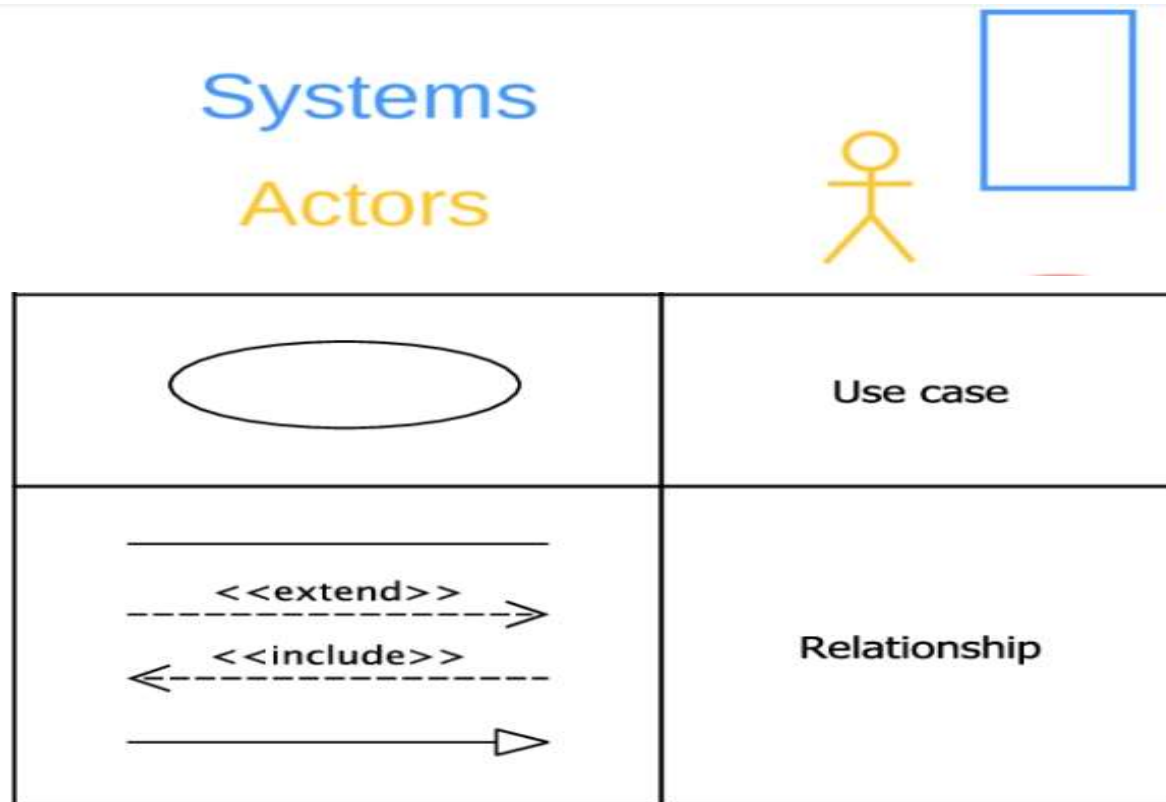 Systems
Actors
Use case
<<extend>>
<<include>>
Relationship